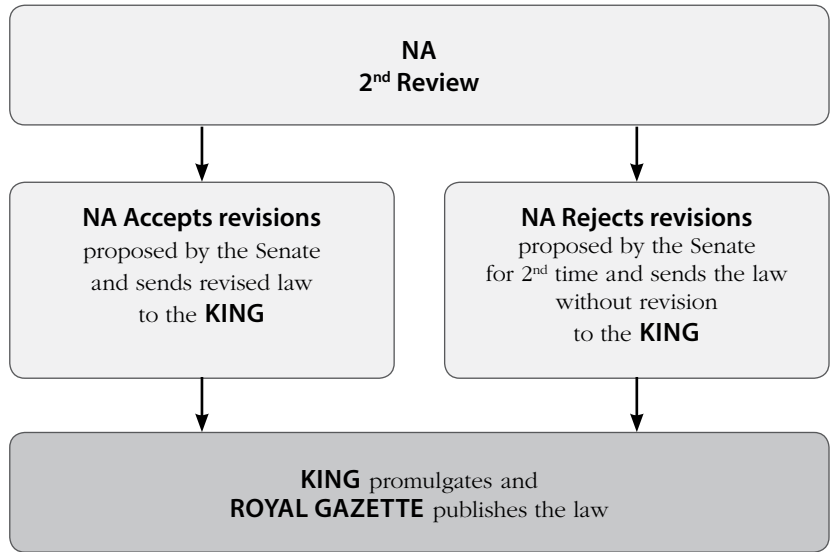 NA
2nd Review
NA Accepts revisions
proposed by the Senate
and sends revised law
to the KING
NA Rejects revisions
proposed by the Senate
for 2nd time and sends the law
without revision
to the KING
KING promulgates and
ROYAL GAZETTE publishes the law